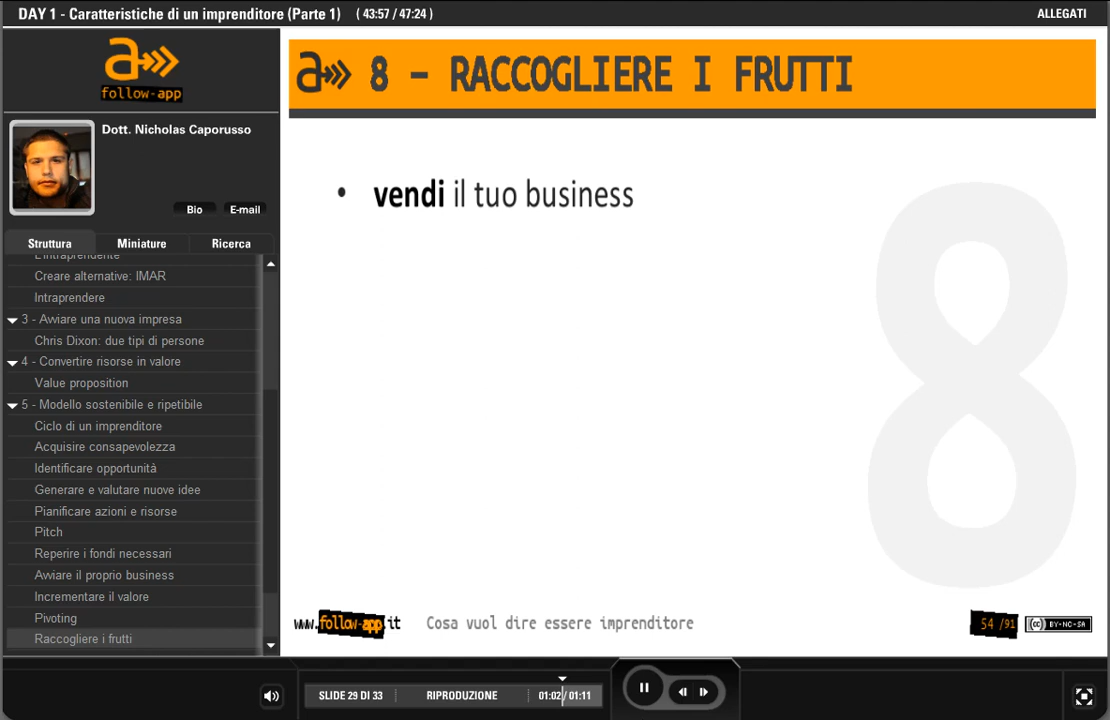 DAY 1 - Caratteristiche di un imprenditore (Parte 1) ( 43:57 / 47:24 )
ALLEGATI
a
follow-app
Dott. Nicholas Caporusso
Bio
E-mail
Struttura
Miniature
Ricerca
L'intraprendente
Creare alternative: IMAR
Intraprendere
3 - Avviare una nuova impresa
Chris Dixon: due tipi di persone
4 - Convertire risorse in valore
Value proposition
5 - Modello sostenibile e ripetibile
Ciclo di un imprenditore
Acquisire consapevolezza
Identificare opportunità
Generare e valutare nuove idee
Pianificare azioni e risorse
Pitch
Reperire i fondi necessari
Avviare il proprio business
Incrementare il valore
Pivoting
Raccogliere i frutti
a 8 - RACCOGLIERE I FRUTTI
• vendi il tuo business
8
www.follow-app.it
Cosa vuol dire essere imprenditore
54 /91
(cc) BY-NC-SA
SLIDE 29 DI 33
RIPRODUZIONE
01:02 / 01:11